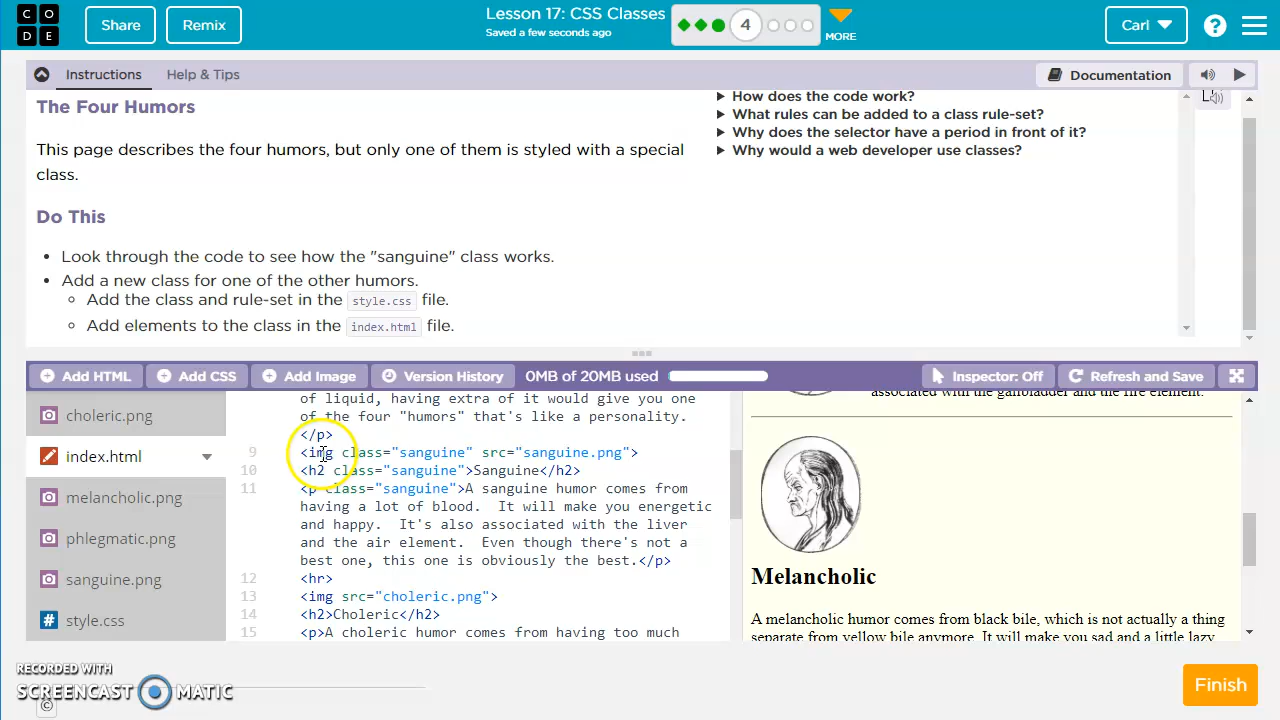 CODE
Share
Remix
Lesson 17: CSS Classes
Saved a few seconds ago
4
MORE
Carl
?
Instructions
Help & Tips
Documentation
The Four Humors
This page describes the four humors, but only one of them is styled with a special
class.
Do This
Look through the code to see how the "sanguine" class works.
Add a new class for one of the other humors.
Add the class and rule-set in the style.css file.
Add elements to the class in the index.html file.
How does the code work?
What rules can be added to a class rule-set?
Why does the selector have a period in front of it?
Why would a web developer use classes?
Add HTML
Add CSS
Add Image
Version History
0MB of 20MB used
Inspector: Off
Refresh and Save
choleric.png
index.html
melancholic.png
phlegmatic.png
sanguine.png
# style.css
of liquid, having extra of it would give you one
of the four "humors" that's like a personality.
</p>
9 <img class="sanguine" src="sanguine.png">
10 <h2 class="sanguine">Sanguine</h2>
11 <p class="sanguine">A sanguine humor comes from
having a lot of blood.  It will make you energetic
and happy.  It's also associated with the liver
and the air element.  Even though there's not a
best one, this one is obviously the best.</p>
12 <hr>
13 <img src="choleric.png">
14 <h2>Choleric</h2>
15 <p>A choleric humor comes from having too much
associated with the gallbladder and the fire element.
Melancholic
A melancholic humor comes from black bile, which is not actually a thing
separate from yellow bile anymore. It will make you sad and a little lazy
RECORDED WITH
SCREENCAST MATIC
©
Finish